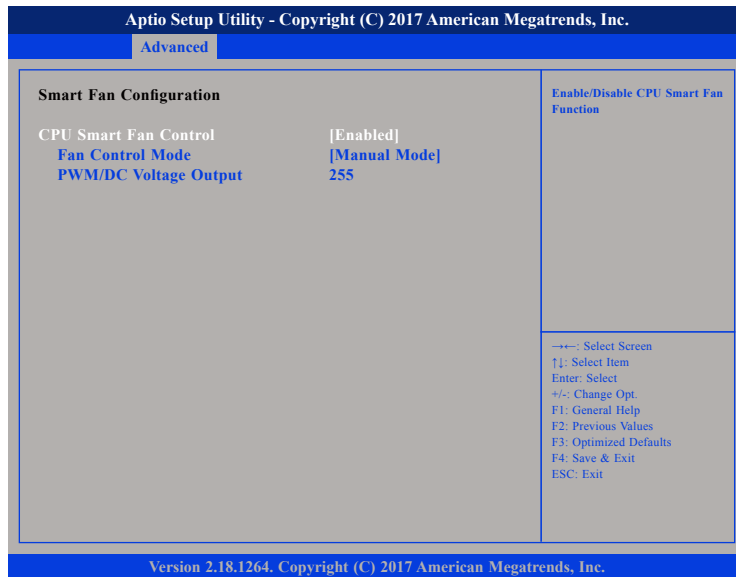 Aptio Setup Utility - Copyright (C) 2017 American Megatrends, Inc.
Advanced
Smart Fan Configuration
CPU Smart Fan Control [Enabled]
Fan Control Mode [Manual Mode]
PWM/DC Voltage Output 255
Enable/Disable CPU Smart Fan
Function
→←: Select Screen
↑↓: Select Item
Enter: Select
+/-: Change Opt.
F1: General Help
F2: Previous Values
F3: Optimized Defaults
F4: Save & Exit
ESC: Exit
Version 2.18.1264. Copyright (C) 2017 American Megatrends, Inc.